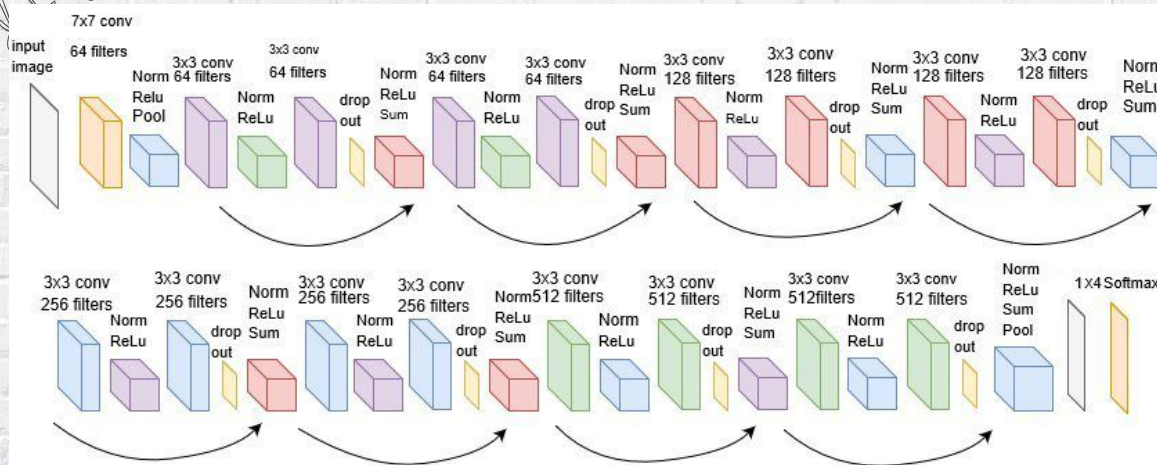 7x7 conv
64 filters
input
image
Norm
Relu
Pool
3x3 conv
64 filters
Norm
ReLu
3x3 conv
64 filters
drop
out
Norm
ReLu
Sum
3x3 conv
64 filters
Norm
ReLu
3x3 conv
64 filters
drop
out
Norm
ReLu
Sum
3x3 conv
128 filters
Norm
ReLu
3x3 conv
128 filters
drop
out
Norm
ReLu
Sum
3x3 conv
128 filters
Norm
ReLu
3x3 conv
128 filters
drop
out
Norm
ReLu
Sum
3x3 conv
256 filters
Norm
ReLu
3x3 conv
256 filters
drop
out
Norm
ReLu
Sum
3x3 conv
256 filters
Norm
ReLu
3x3 conv
256 filters
drop
out
Norm
ReLu
Sum
3x3 conv
512 filters
Norm
ReLu
3x3 conv
512 filters
drop
out
Norm
ReLu
Sum
3x3 conv
512filters
Norm
ReLu
3x3 conv
512 filters
drop
out
Norm
ReLu
Sum
Pool
1x4 Softmax